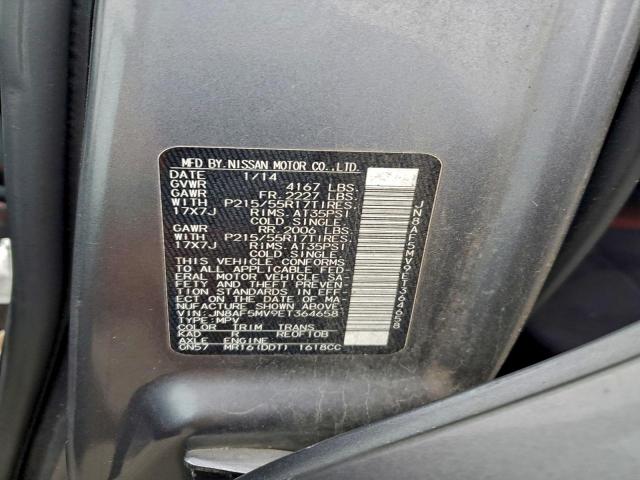 MFD BY NISSAN MOTOR CO.,LTD.
DATE 1/14
GVWR 4167 LBS.
GAWR FR. 2227 LBS.
WITH P215/55R17TIRES,
17X7J RIMS, AT35PSI
COLD SINGLE
GAWR RR. 2006 LBS.
WITH P215/55R17TIRES,
17X7J RIMS, AT35PSI
COLD SINGLE
THIS VEHICLE CONFORMS
TO ALL APPLICABLE FED-
ERAL MOTOR VEHICLE SA-
FETY AND THEFT PREVEN-
TION STANDARDS IN EFF-
ECT ON THE DATE OF MA-
NUFACTURE SHOWN ABOVE
VIN: JN8AF5MV9ET364658
TYPE:MPV
COLOR TRIM TRANS
KAD R RE0F10B
AXLE ENGINE:
GN57 MR16(DDT) 1618CC
JN8AF5MV9ET364658